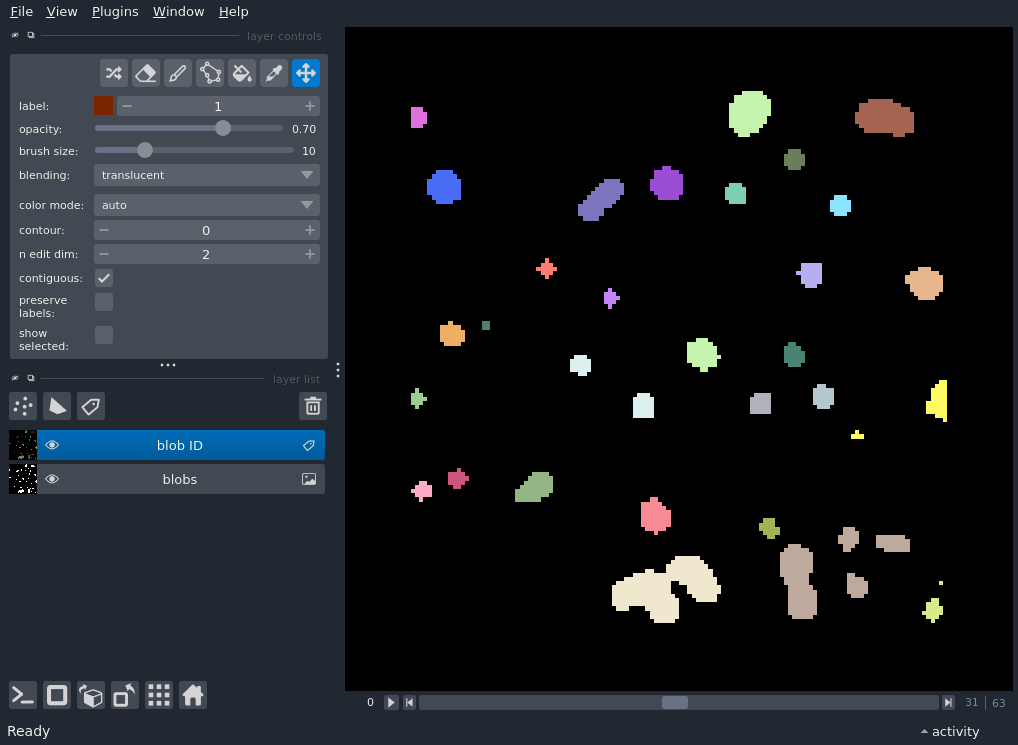 File View Plugins Window Help
layer controls
label: 1
opacity: 0.70
brush size: 10
blending: translucent
color mode: auto
contour: 0
n edit dim: 2
contiguous:
preserve
labels:
show
selected:
layer list
blob ID
blobs
0 31 63
Ready activity